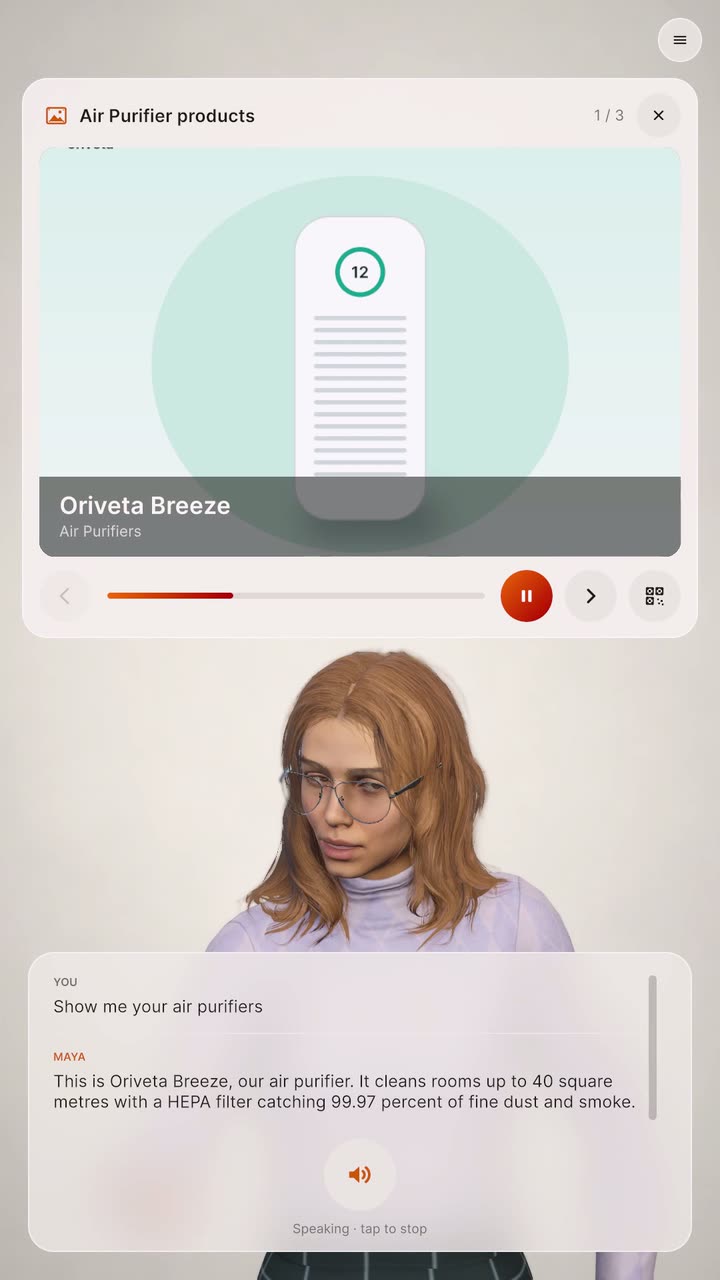 Air Purifier products
1 / 3
12
Oriveta Breeze
Air Purifiers
YOU
Show me your air purifiers
MAYA
This is Oriveta Breeze, our air purifier. It cleans rooms up to 40 square
metres with a HEPA filter catching 99.97 percent of fine dust and smoke.
Speaking · tap to stop